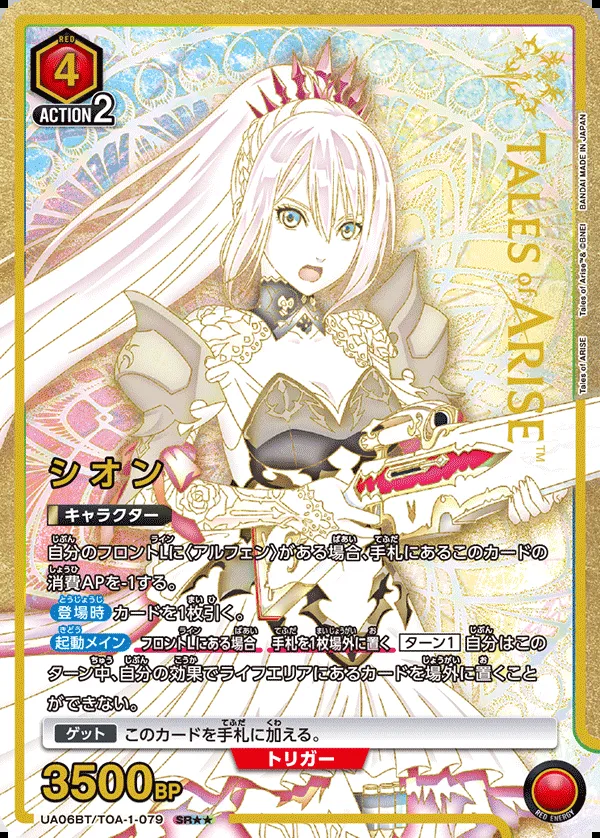 RED
4
ACTION2
TALES of ARISE™
BANDAI MADE IN JAPAN
Tales of Arise™& ©BNEI
Tales of ARISE
シオン
キャラクター
自分のフロントLに〈アルフェン〉がある場合、手札にあるこのカードの
消費APを-1する。
登場時 カードを1枚引く。
起動メイン フロントLにある場合 手札を1枚場外に置く ターン1 自分はこの
ターン中、自分の効果でライフエリアにあるカードを場外に置くこと
ができない。
ゲット このカードを手札に加える。
トリガー
3500BP
RED ENERGY
UA06BT/TOA-1-079 SR★★